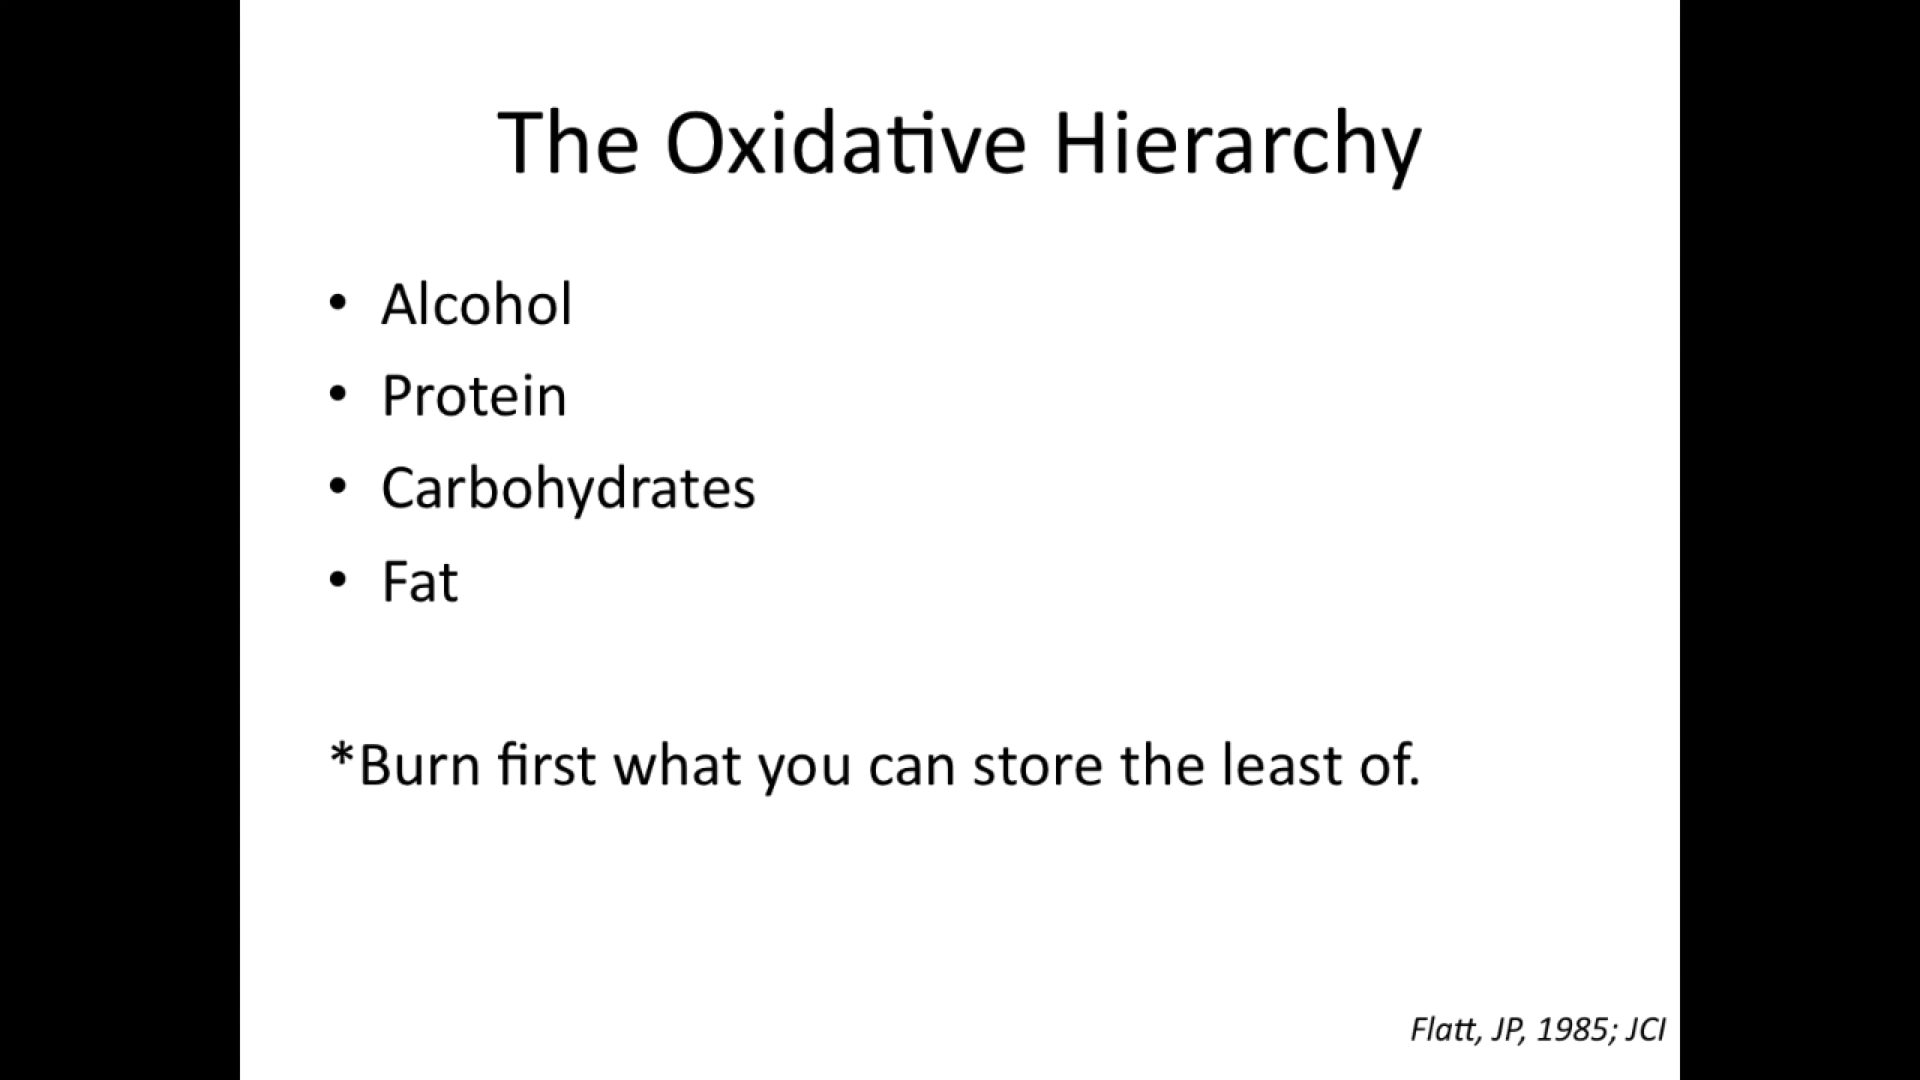 The Oxidative Hierarchy
• Alcohol
• Protein
• Carbohydrates
• Fat
*Burn first what you can store the least of.
Flatt, JP, 1985; JCI